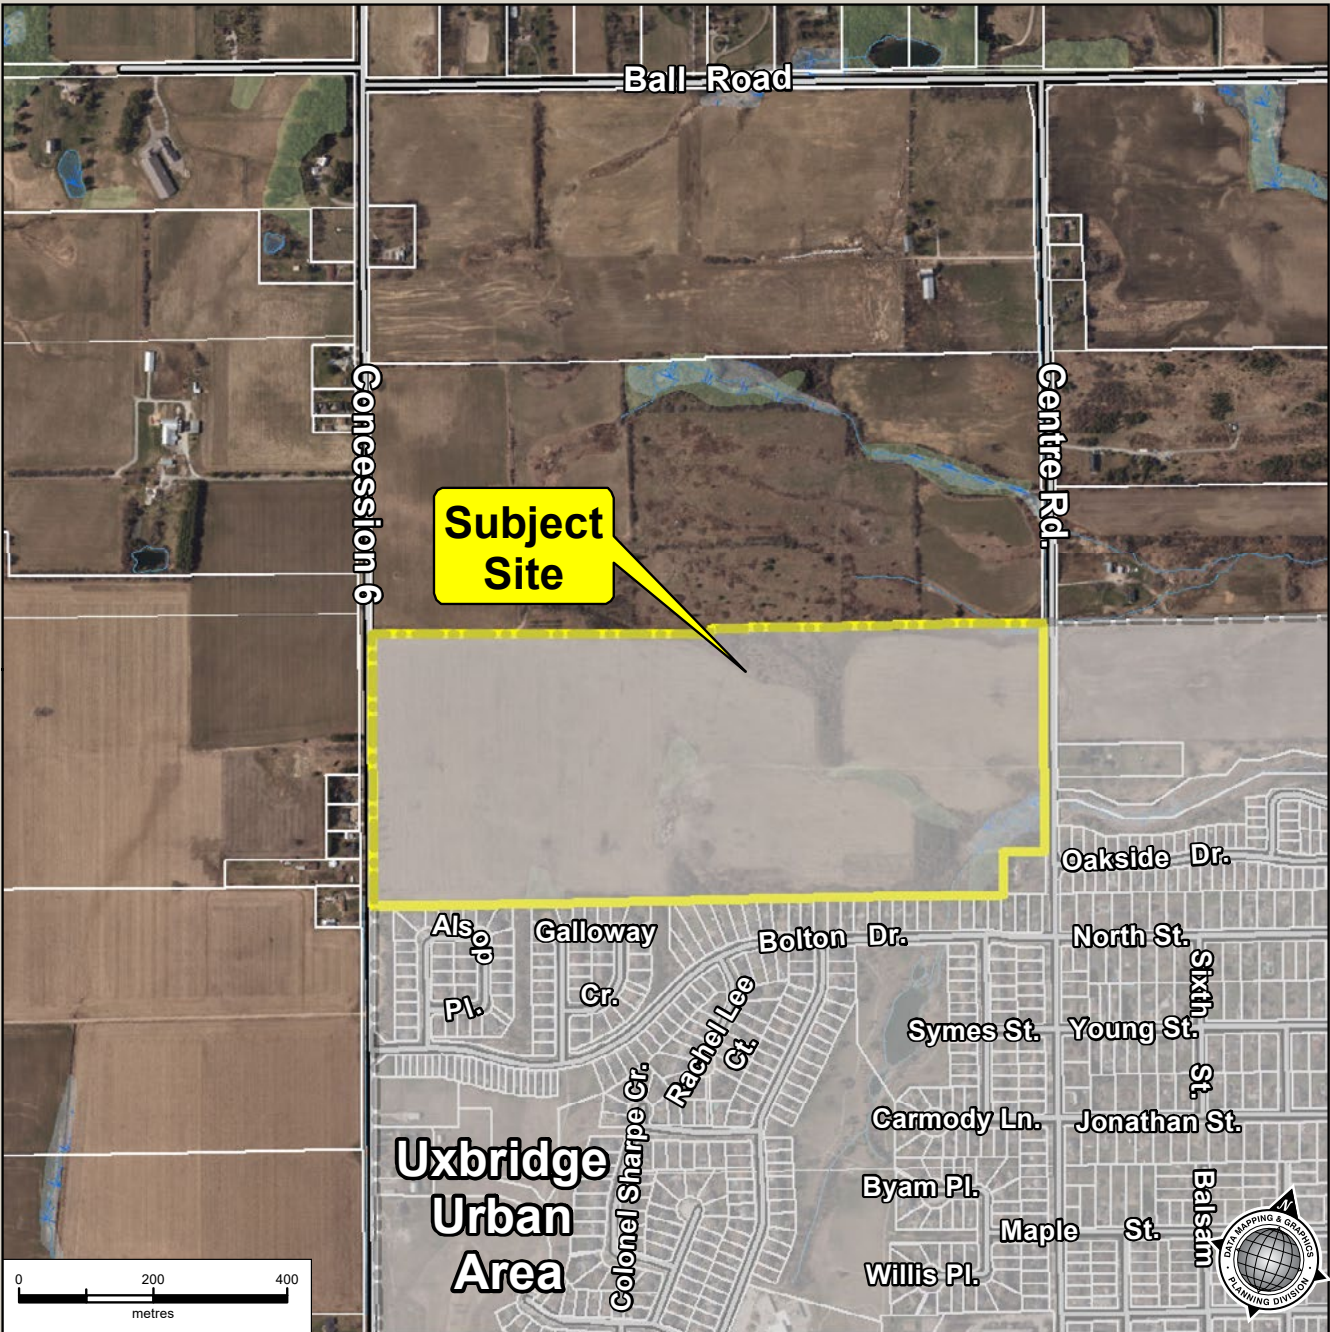 Ball Road
Concession 6
Centre Rd.
Subject
Site
Oakside Dr.
Alsop
Pl.
Galloway
Cr.
Bolton Dr.
North St.
Sixth
St.
Rachel Lee
Ct.
Symes St.
Young St.
Colonel Sharpe Cr.
Carmody Ln.
Jonathan St.
Uxbridge
Urban
Area
Byam Pl.
Balsam
Maple St.
Willis Pl.
N
DATA MAPPING & GRAPHICS
PLANNING DIVISION
0 200 400
metres